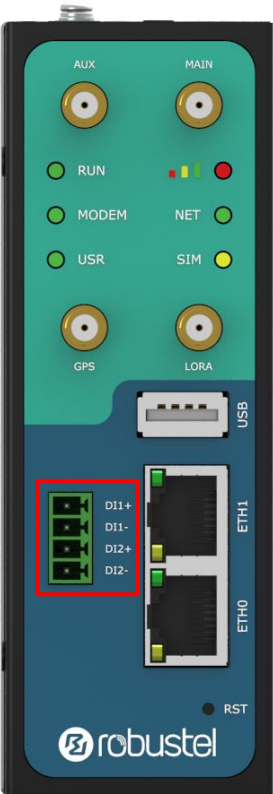 AUX MAIN
RUN
MODEM NET
USR SIM
GPS LORA
USB
DI1+
DI1-
DI2+
DI2-
ETH1
ETH0
RST
robustel